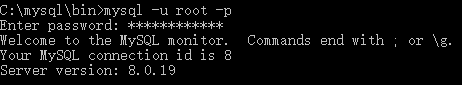 C:\mysql\bin>mysql -u root -p
Enter password: ************
Welcome to the MySQL monitor.  Commands end with ; or \g.
Your MySQL connection id is 8
Server version: 8.0.19